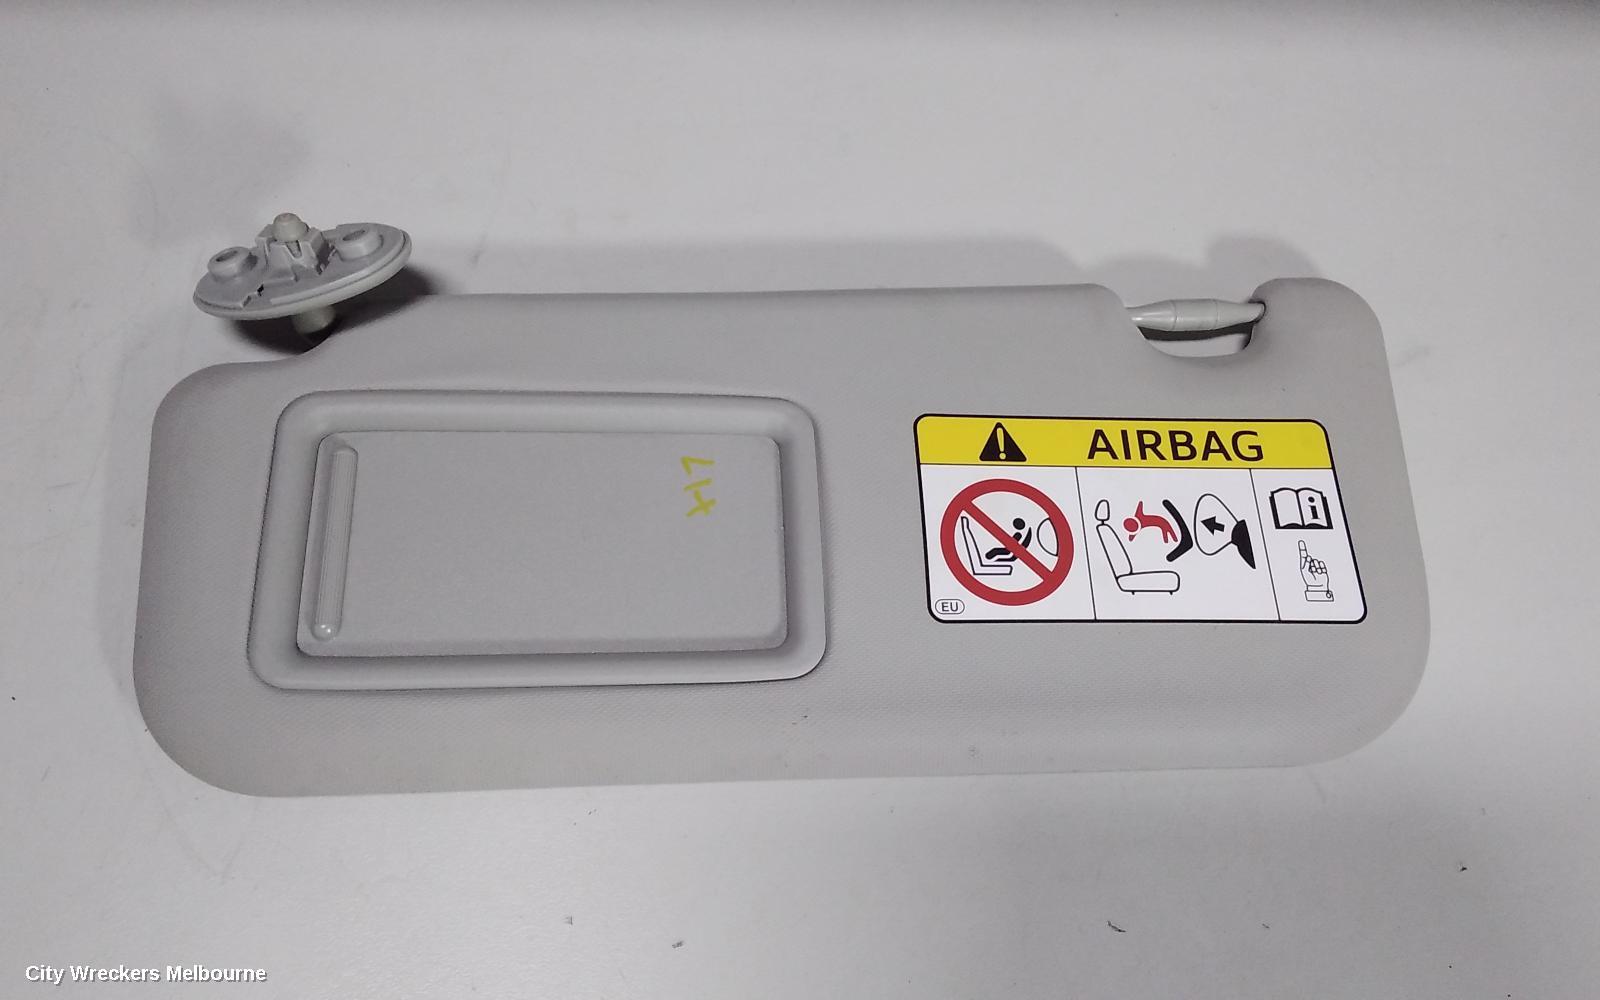 AIRBAG
i
EU
City Wreckers Melbourne